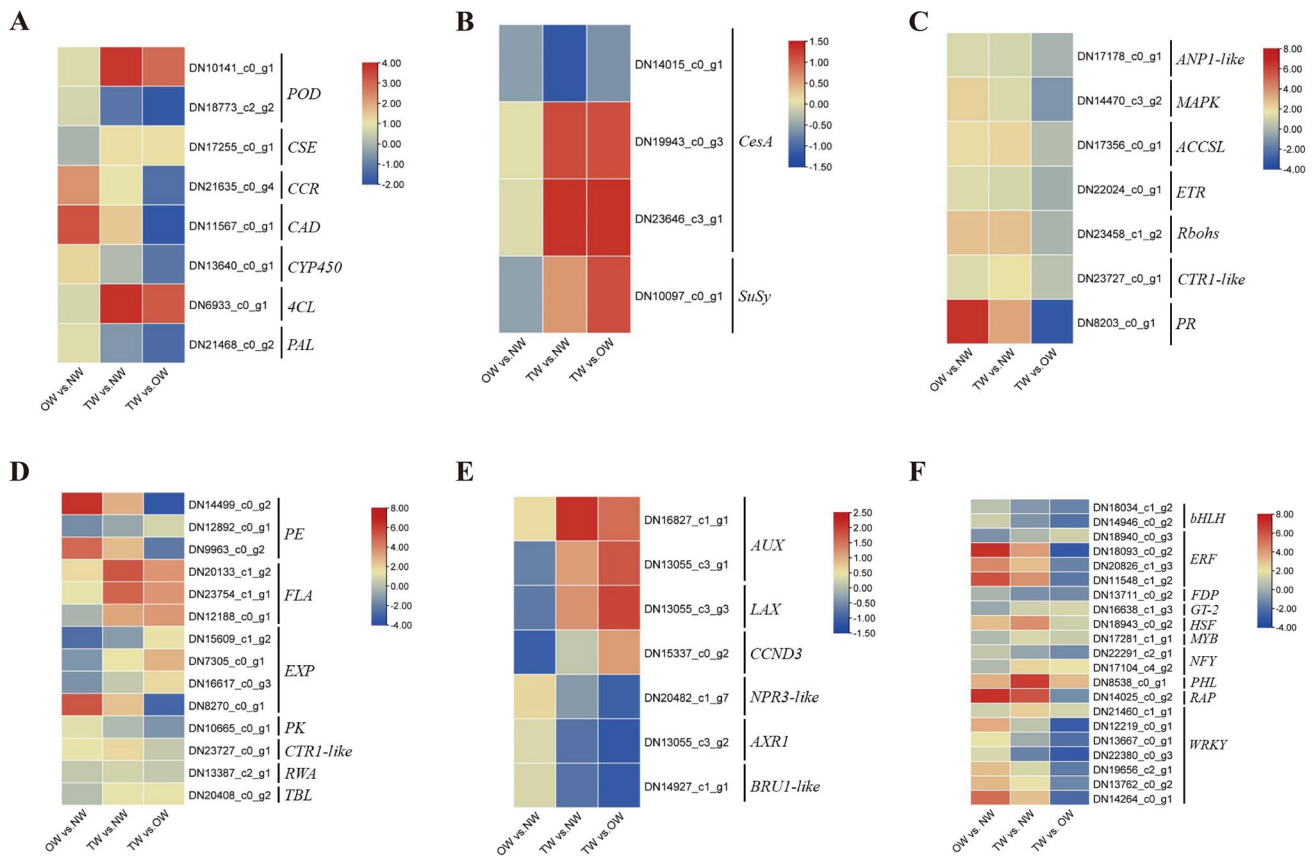 A
DN10141_c0_g1
DN18773_c2_g2
DN17255_c0_g1
DN21635_c0_g4
DN11567_c0_g1
DN13640_c0_g1
DN6933_c0_g1
DN21468_c0_g2
POD
CSE
CCR
CAD
CYP450
4CL
PAL
4.00
3.00
2.00
1.00
0.00
-1.00
-2.00
OW vs.NW
TW vs.NW
TW vs.OW
B
DN14015_c0_g1
DN19943_c0_g3
DN23646_c3_g1
DN10097_c0_g1
CesA
SuSy
1.50
1.00
0.50
0.00
-0.50
-1.00
-1.50
OW vs.NW
TW vs.NW
TW vs.OW
C
DN17178_c0_g1
DN14470_c3_g2
DN17356_c0_g1
DN22024_c0_g1
DN23458_c1_g2
DN23727_c0_g1
DN8203_c0_g1
ANP1-like
MAPK
ACCSL
ETR
Rbohs
CTR1-like
PR
8.00
6.00
4.00
2.00
0.00
-2.00
-4.00
OW vs.NW
TW vs.NW
TW vs.OW
D
DN14499_c0_g2
DN12892_c0_g1
DN9963_c0_g2
DN20133_c1_g2
DN23754_c1_g1
DN12188_c0_g1
DN15609_c1_g2
DN7305_c0_g1
DN16617_c0_g3
DN8270_c0_g1
DN10665_c0_g1
DN23727_c0_g1
DN13387_c2_g1
DN20408_c0_g2
PE
FLA
EXP
PK
CTR1-like
RWA
TBL
8.00
6.00
4.00
2.00
0.00
-2.00
-4.00
OW vs.NW
TW vs.NW
TW vs.OW
E
DN16827_c1_g1
DN13055_c3_g1
DN13055_c3_g3
DN15337_c0_g2
DN20482_c1_g7
DN13055_c3_g2
DN14927_c1_g1
AUX
LAX
CCND3
NPR3-like
AXR1
BRU1-like
2.50
2.00
1.50
1.00
0.50
0.00
-0.50
-1.00
-1.50
OW vs.NW
TW vs.NW
TW vs.OW
F
DN18034_c1_g2
DN14946_c0_g2
DN18940_c0_g3
DN18093_c0_g2
DN20826_c1_g3
DN11548_c1_g2
DN13711_c0_g2
DN16638_c1_g3
DN18943_c0_g2
DN17281_c1_g1
DN22291_c2_g1
DN17104_c4_g2
DN8538_c0_g1
DN14025_c0_g2
DN21460_c1_g1
DN12219_c0_g1
DN13667_c0_g1
DN22380_c0_g3
DN19656_c2_g1
DN13762_c0_g2
DN14264_c0_g1
bHLH
ERF
FDP
GT-2
HSF
MYB
NFY
PHL
RAP
WRKY
8.00
6.00
4.00
2.00
0.00
-2.00
-4.00
OW vs. NW
TW vs. NW
TW vs. OW